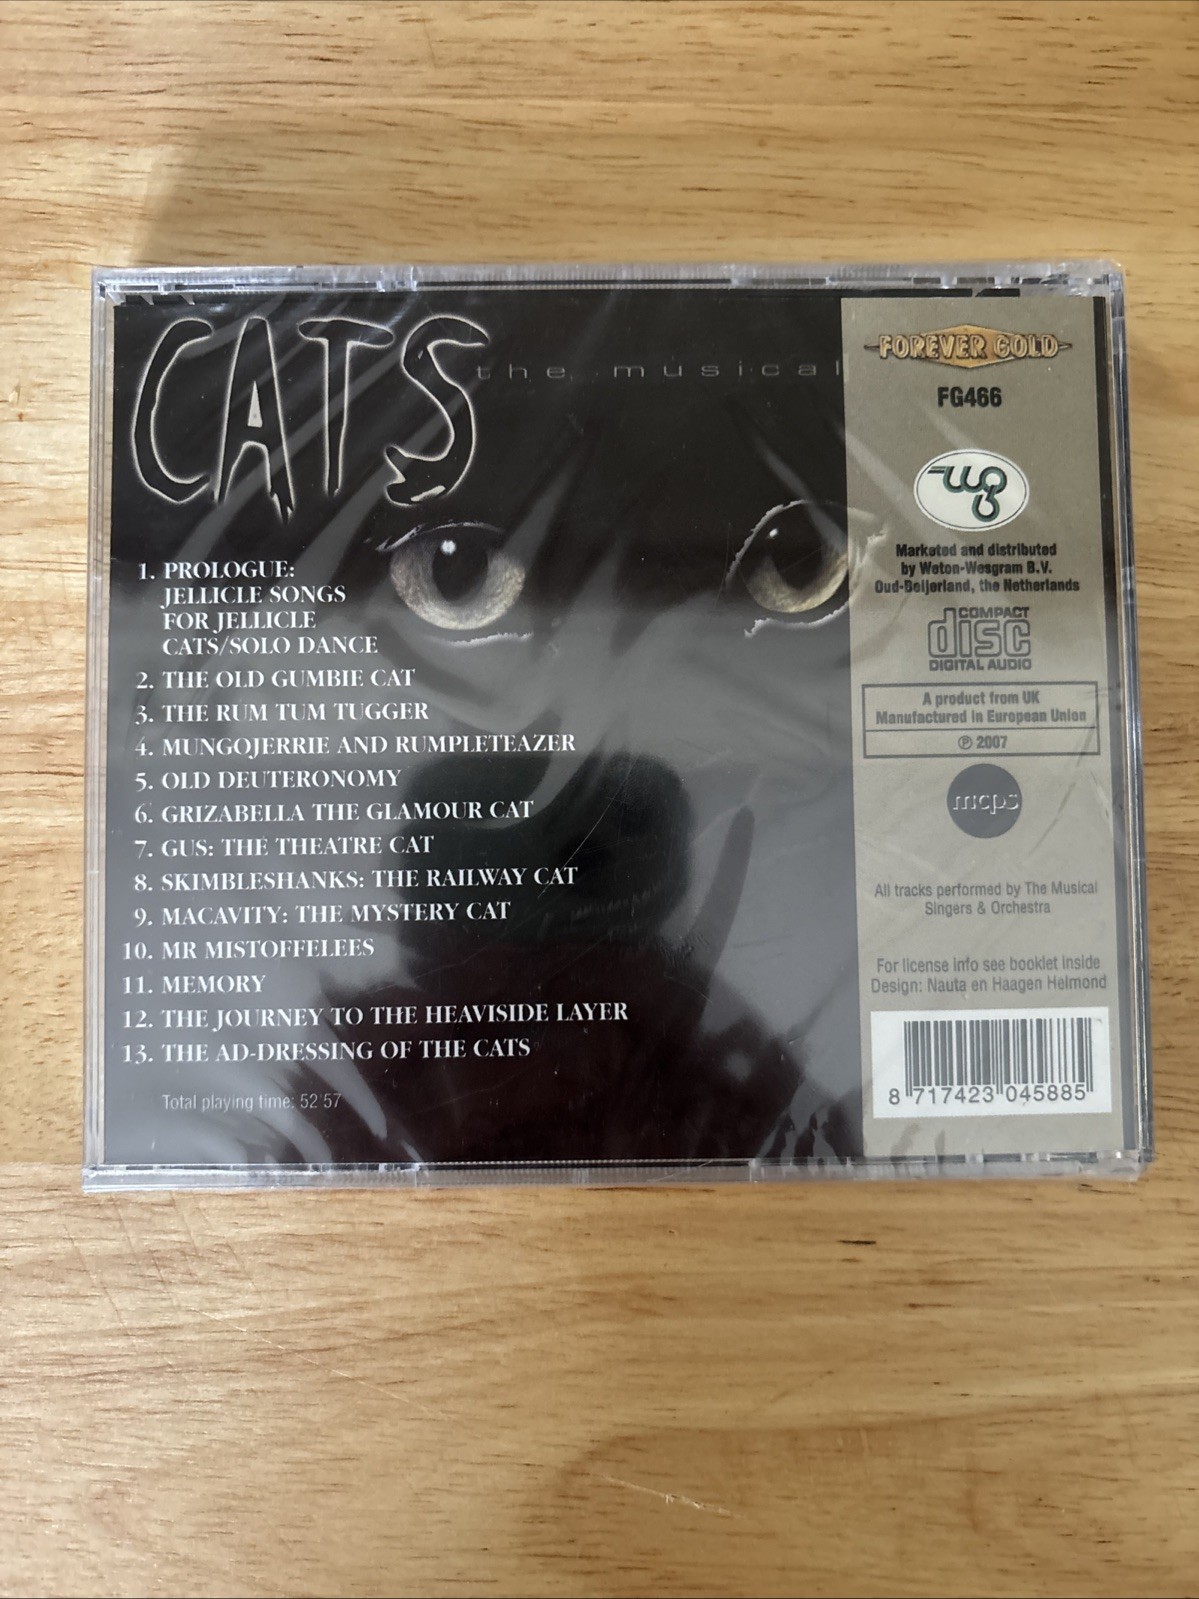 CATS the musical
1. PROLOGUE:
JELLICLE SONGS
FOR JELLICLE
CATS/SOLO DANCE
2. THE OLD GUMBIE CAT
3. THE RUM TUM TUGGER
4. MUNGOJERRIE AND RUMPLETEAZER
5. OLD DEUTERONOMY
6. GRIZABELLA THE GLAMOUR CAT
7. GUS: THE THEATRE CAT
8. SKIMBLESHANKS: THE RAILWAY CAT
9. MACAVITY: THE MYSTERY CAT
10. MR MISTOFFELEES
11. MEMORY
12. THE JOURNEY TO THE HEAVISIDE LAYER
13. THE AD-DRESSING OF THE CATS
Total playing time: 52'57
FOREVER GOLD
FG466
wg
Marketed and distributed
by Weton-Wesgram B.V.
Oud-Beijerland, the Netherlands
COMPACT
disc
DIGITAL AUDIO
A product from UK
Manufactured in European Union
℗ 2007
mcps
All tracks performed by The Musical
Singers & Orchestra
For license info see booklet inside
Design: Nauta en Haagen Helmond
8 717423 045885